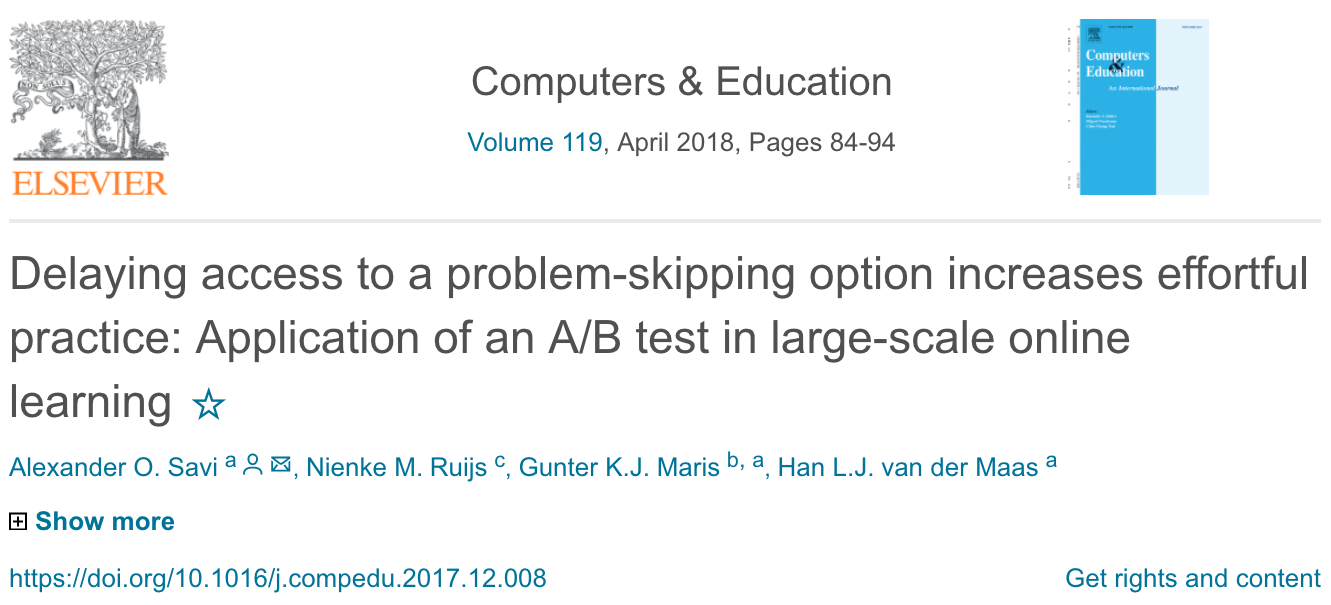 ELSEVIER
Computers & Education
Volume 119, April 2018, Pages 84-94
Computers
&
Education
An International Journal
Delaying access to a problem-skipping option increases effortful
practice: Application of an A/B test in large-scale online
learning ☆
Alexander O. Savi a, Nienke M. Ruijs c, Gunter K.J. Maris b, a, Han L.J. van der Maas a
Show more
https://doi.org/10.1016/j.compedu.2017.12.008
Get rights and content